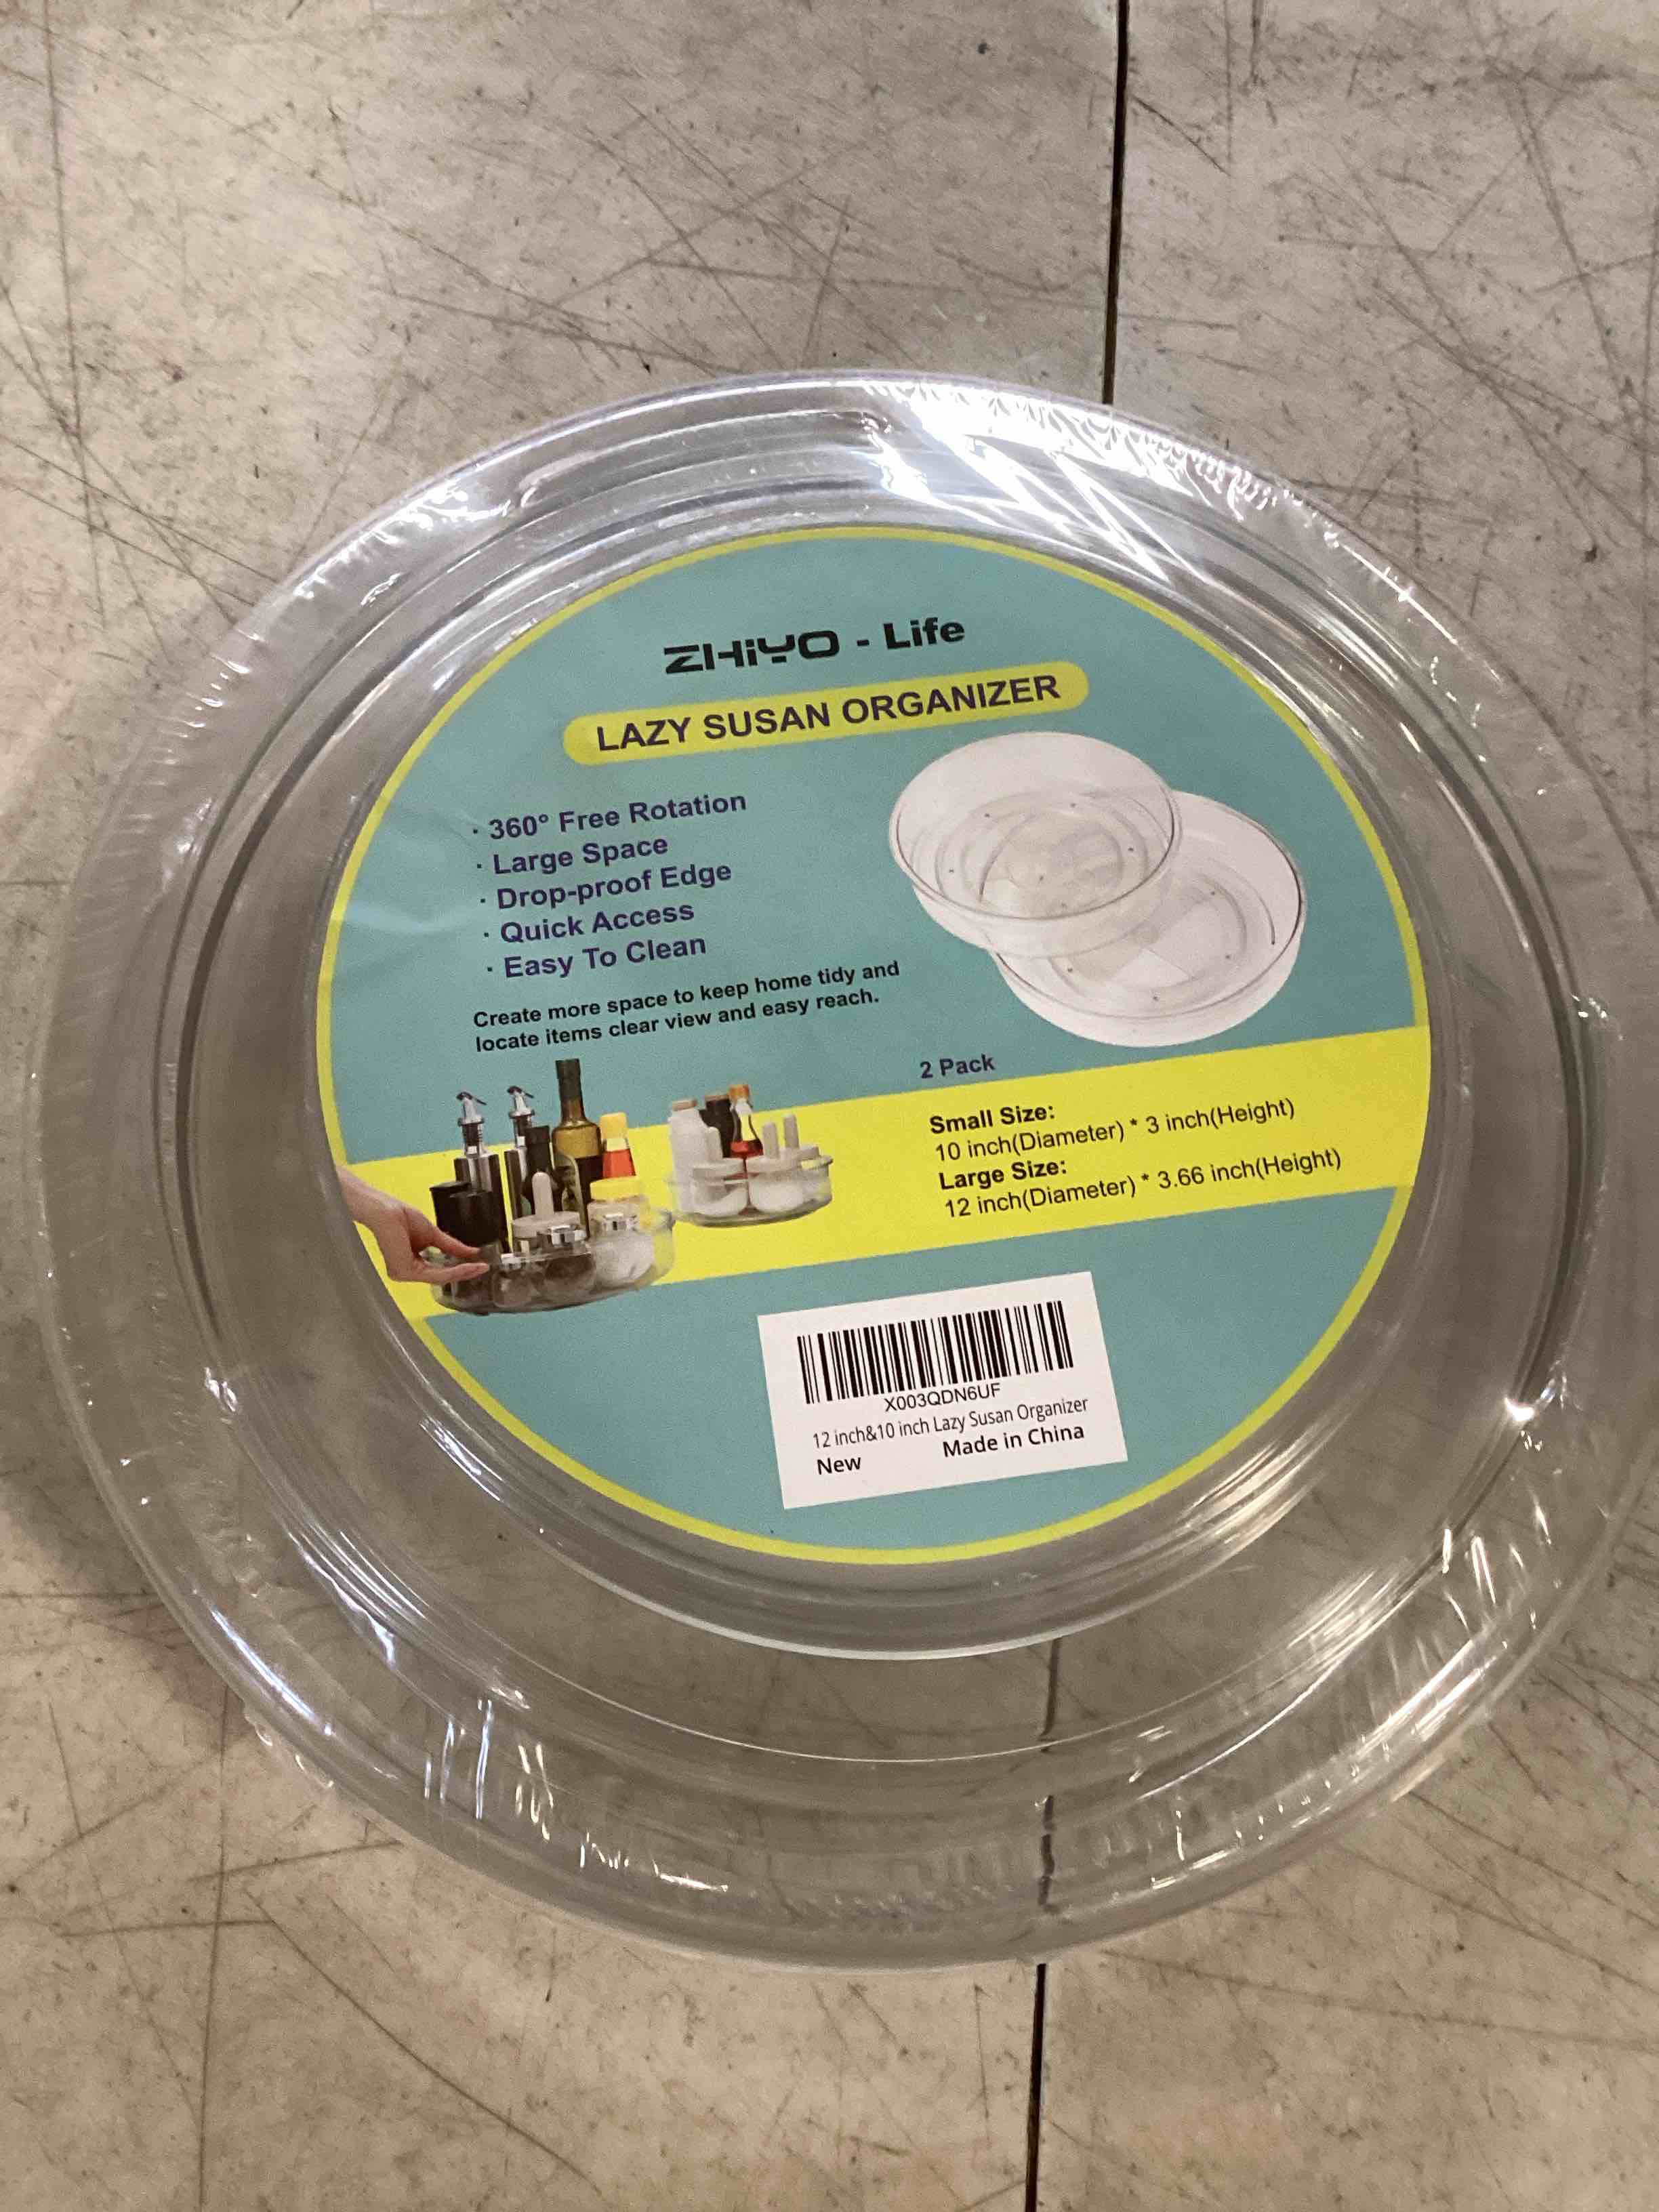 ZHiYO - Life
LAZY SUSAN ORGANIZER
· 360° Free Rotation
· Large Space
· Drop-proof Edge
· Quick Access
· Easy To Clean
Create more space to keep home tidy and
locate items clear view and easy reach.
2 Pack
Small Size:
10 inch(Diameter) * 3 inch(Height)
Large Size:
12 inch(Diameter) * 3.66 inch(Height)
X003QDN6UF
12 inch&10 inch Lazy Susan Organizer
New Made in China